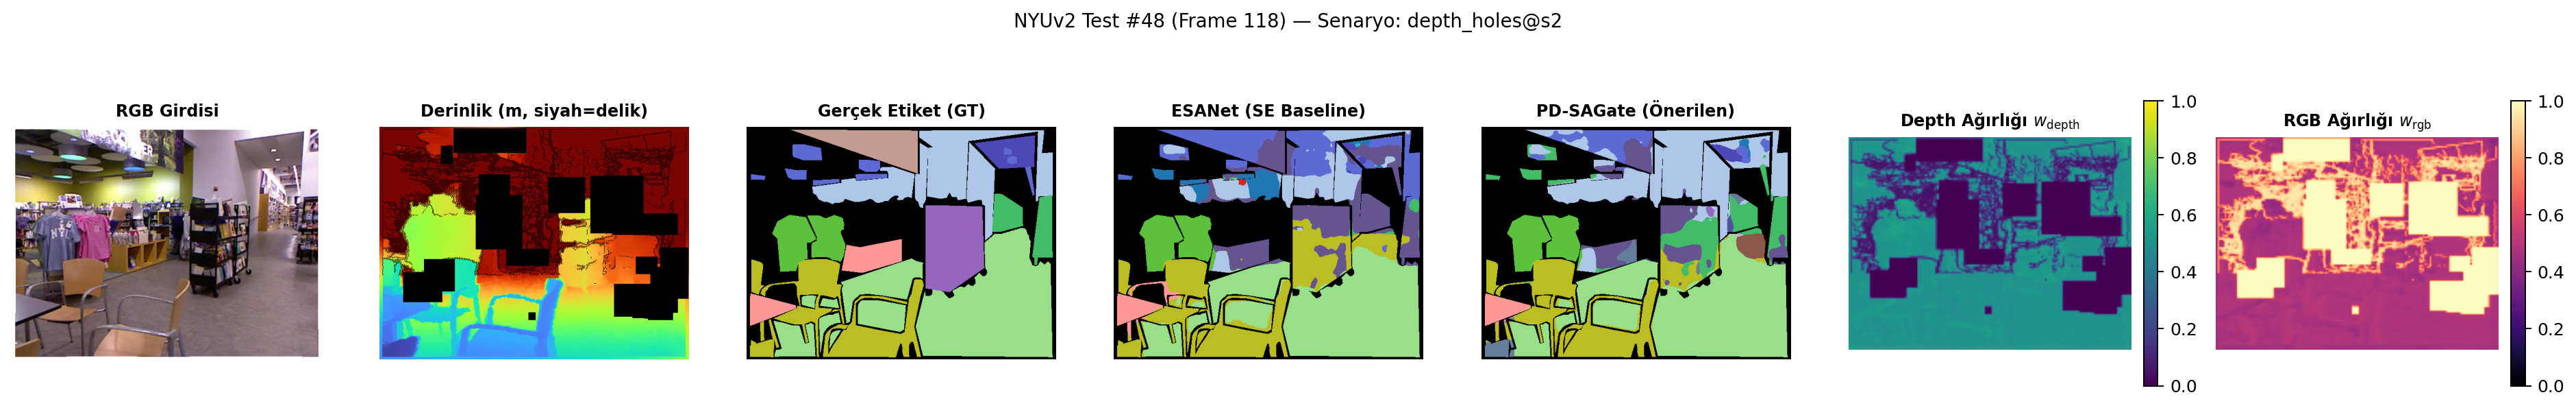 NYUv2 Test #48 (Frame 118) — Senaryo: depth_holes@s2
RGB Girdisi
Derinlik (m, siyah=delik)
Gerçek Etiket (GT)
ESANet (SE Baseline)
PD-SAGate (Önerilen)
Depth Ağırlığı w_depth
RGB Ağırlığı w_rgb
1.0
0.8
0.6
0.4
0.2
0.0
1.0
0.8
0.6
0.4
0.2
0.0